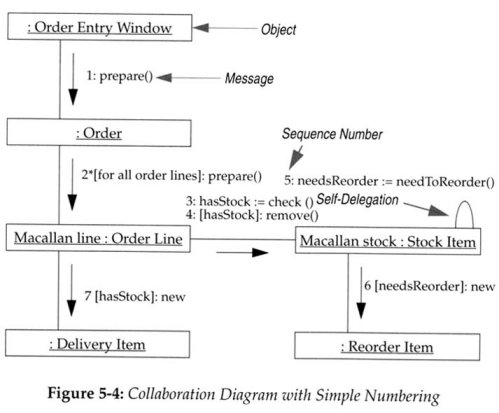 : Order Entry Window
Object
1: prepare()
Message
: Order
Sequence Number
2*[for all order lines]: prepare()
5: needsReorder := needToReorder()
3: hasStock := check ()
Self-Delegation
4: [hasStock]: remove()
Macallan line : Order Line
Macallan stock : Stock Item
7 [hasStock]: new
6 [needsReorder]: new
: Delivery Item
: Reorder Item
Figure 5-4: Collaboration Diagram with Simple Numbering